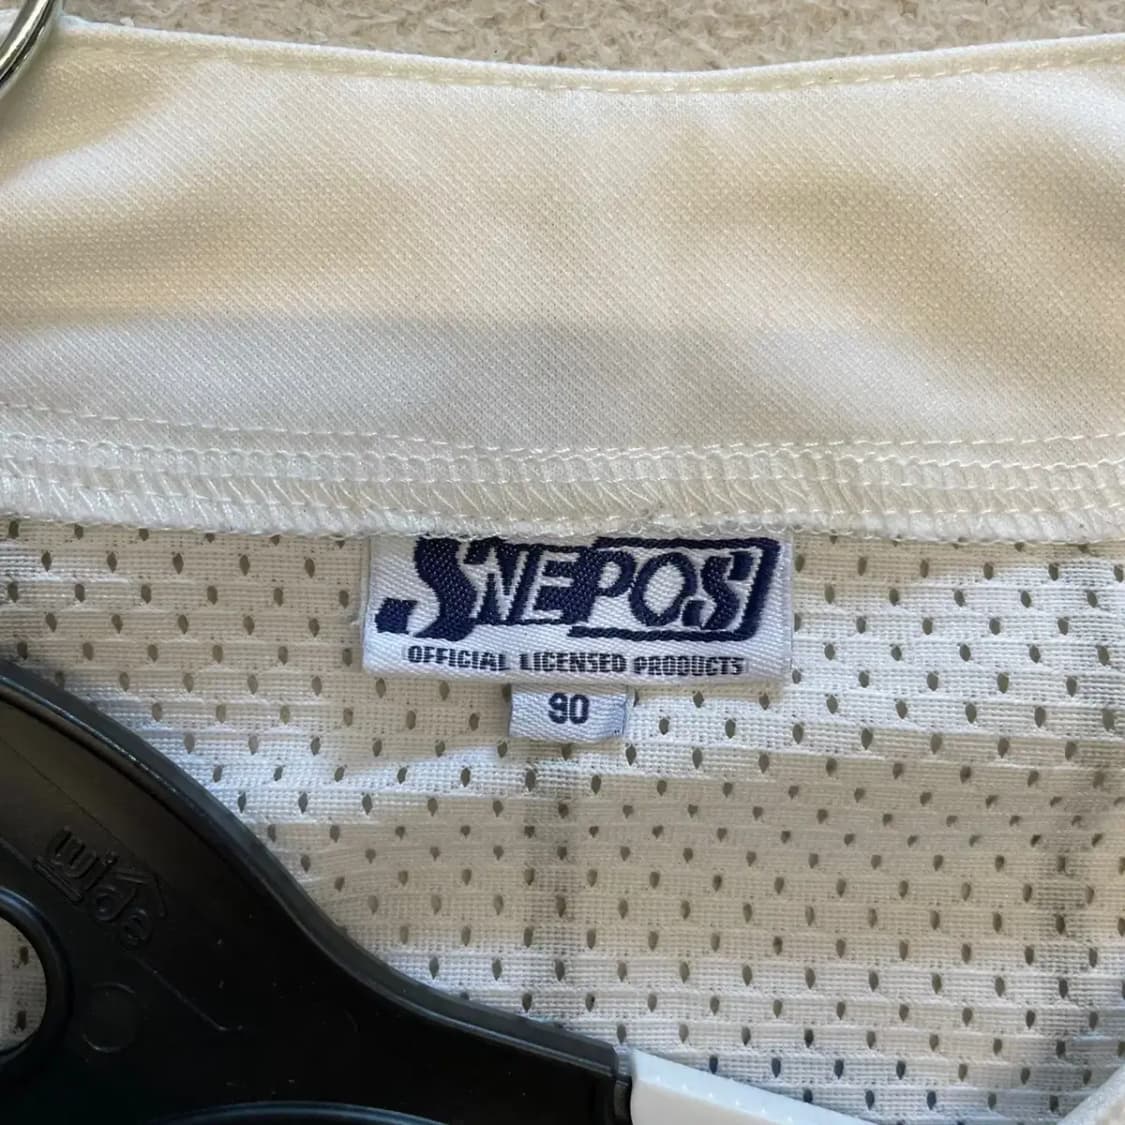 SNEPOS
OFFICIAL LICENSED PRODUCTS
90
wide